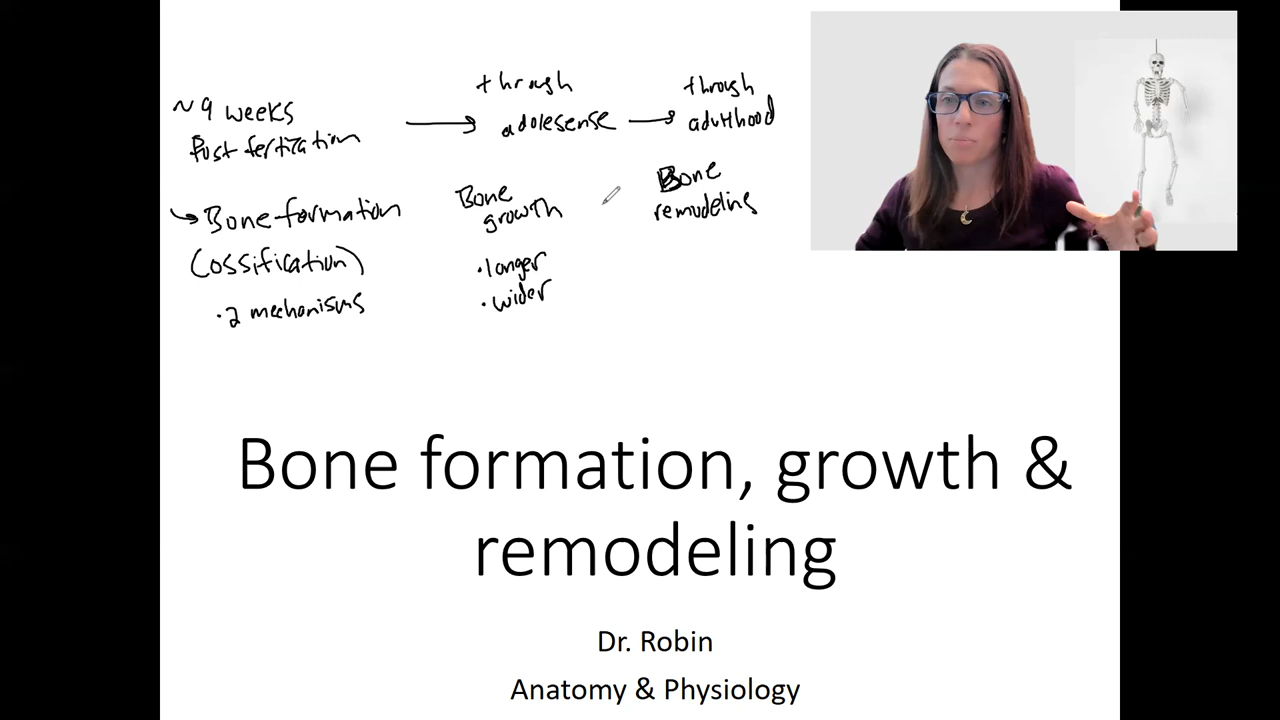 ~ 9 weeks
Post fertization
through
adolesense
through
adulthood
Bone formation
(ossification)
• 2 mechanisms
Bone
growth
• longer
• wider
Bone
remodeling
Bone formation, growth &
remodeling
Dr. Robin
Anatomy & Physiology